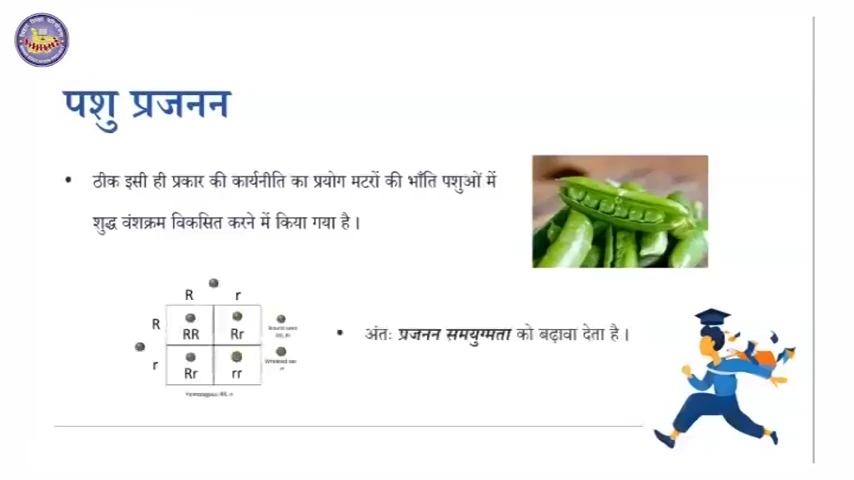 पशु प्रजनन
• ठीक इसी ही प्रकार की कार्यनीति का प्रयोग मटरों की भाँति पशुओं में
शुद्ध वंशक्रम विकसित करने में किया गया है ।
R r
R RR Rr
r Rr rr
• अंतः प्रजनन समयुग्मता को बढ़ावा देता है ।